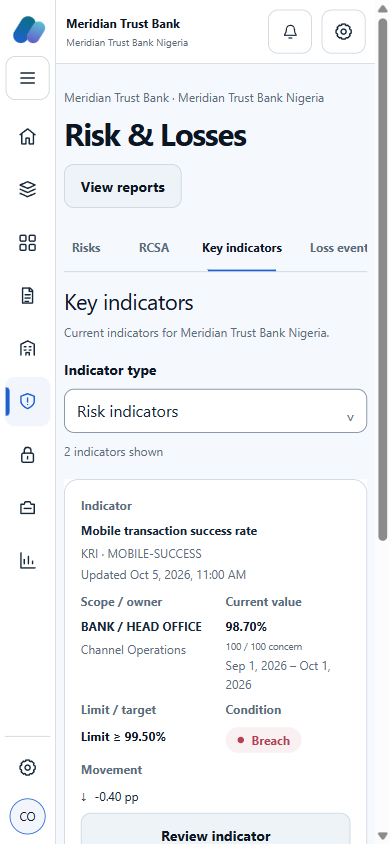 Meridian Trust Bank
Meridian Trust Bank Nigeria
Meridian Trust Bank · Meridian Trust Bank Nigeria
Risk & Losses
View reports
Risks RCSA Key indicators Loss event
Key indicators
Current indicators for Meridian Trust Bank Nigeria.
Indicator type
Risk indicators
2 indicators shown
Indicator
Mobile transaction success rate
KRI · MOBILE-SUCCESS
Updated Oct 5, 2026, 11:00 AM
Scope / owner
BANK / HEAD OFFICE
Channel Operations
Current value
98.70%
100 / 100 concern
Sep 1, 2026 – Oct 1,
2026
Limit / target
Limit ≥ 99.50%
Condition
Breach
Movement
↓ -0.40 pp
Review indicator
CO